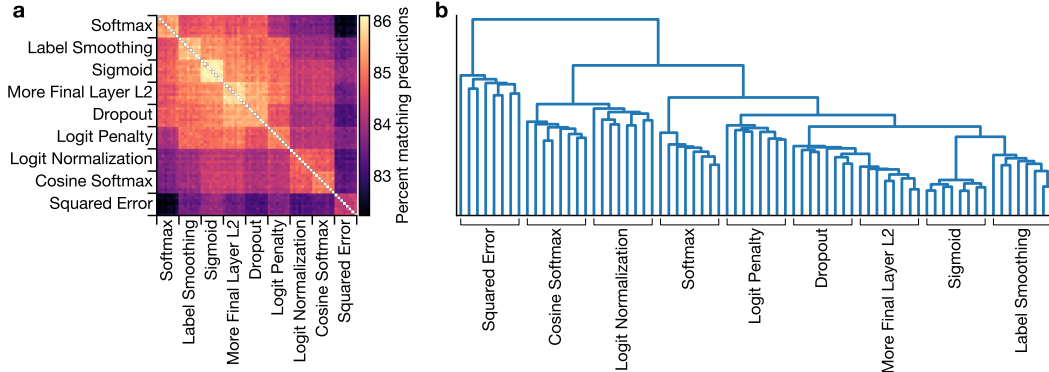 a
Softmax
Label Smoothing
Sigmoid
More Final Layer L2
Dropout
Logit Penalty
Logit Normalization
Cosine Softmax
Squared Error
Softmax
Label Smoothing
Sigmoid
More Final Layer L2
Dropout
Logit Penalty
Logit Normalization
Cosine Softmax
Squared Error
86
85
84
83
Percent matching predictions
b
Squared Error
Cosine Softmax
Logit Normalization
Softmax
Logit Penalty
Dropout
More Final Layer L2
Sigmoid
Label Smoothing